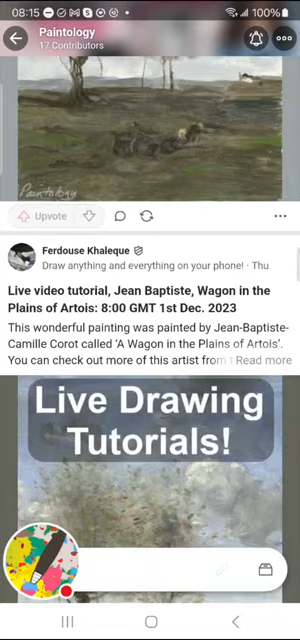 08:15
100%
Paintology
17 Contributors
Paintology
Upvote
Ferdouse Khaleque
Draw anything and everything on your phone! · Thu
Live video tutorial, Jean Baptiste, Wagon in the
Plains of Artois: 8:00 GMT 1st Dec. 2023
This wonderful painting was painted by Jean-Baptiste-
Camille Corot called ‘A Wagon in the Plains of Artois’.
You can check out more of this artist from Read more
Live Drawing
Tutorials!